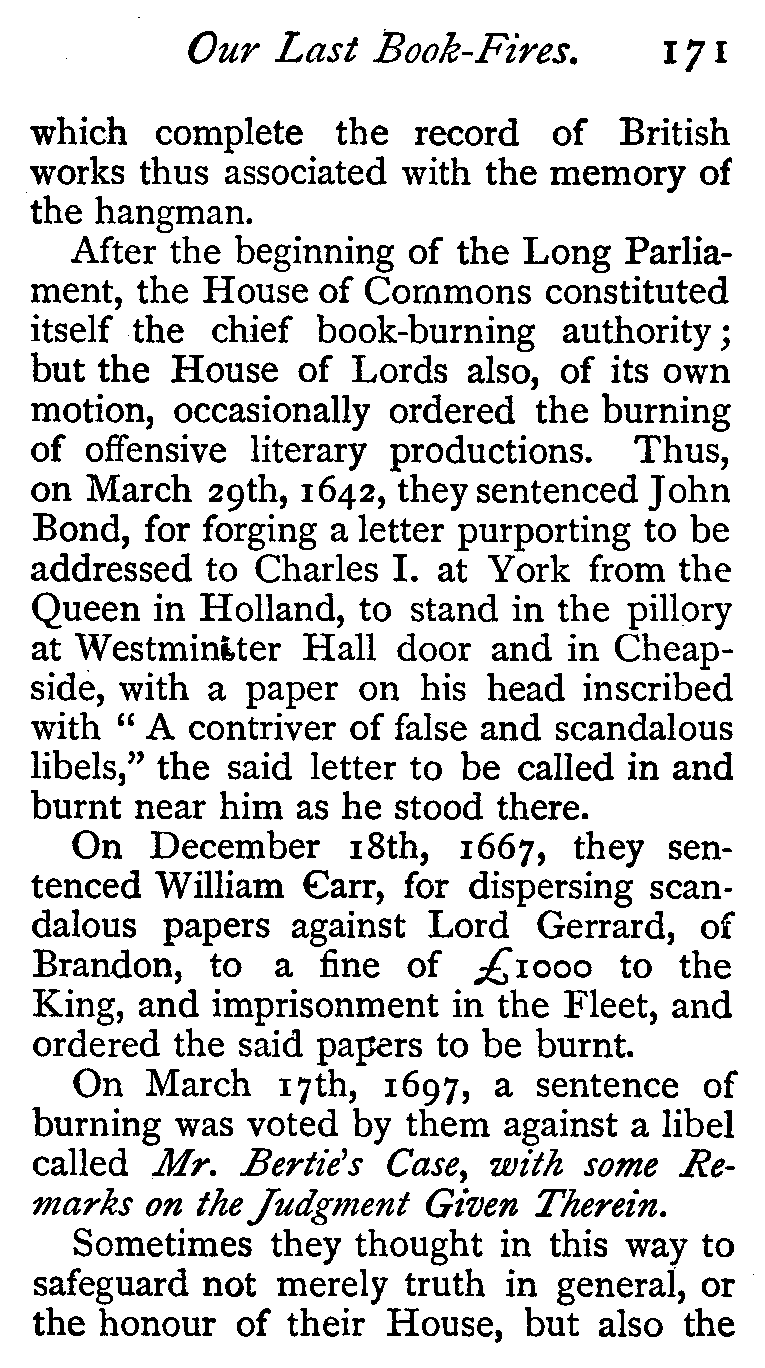 Our Last Book-Fires. 171
which complete the record of British
works thus associated with the memory of
the hangman.
After the beginning of the Long Parlia-
ment, the House of Commons constituted
itself the chief book-burning authority;
but the House of Lords also, of its own
motion, occasionally ordered the burning
of offensive literary productions. Thus,
on March 29th, 1642, they sentenced John
Bond, for forging a letter purporting to be
addressed to Charles I. at York from the
Queen in Holland, to stand in the pillory
at Westminster Hall door and in Cheap-
side, with a paper on his head inscribed
with “ A contriver of false and scandalous
libels,” the said letter to be called in and
burnt near him as he stood there.
On December 18th, 1667, they sen-
tenced William Carr, for dispersing scan-
dalous papers against Lord Gerrard, of
Brandon, to a fine of £1000 to the
King, and imprisonment in the Fleet, and
ordered the said papers to be burnt.
On March 17th, 1697, a sentence of
burning was voted by them against a libel
called Mr. Bertie's Case, with some Re-
marks on the Judgment Given Therein.
Sometimes they thought in this way to
safeguard not merely truth in general, or
the honour of their House, but also the